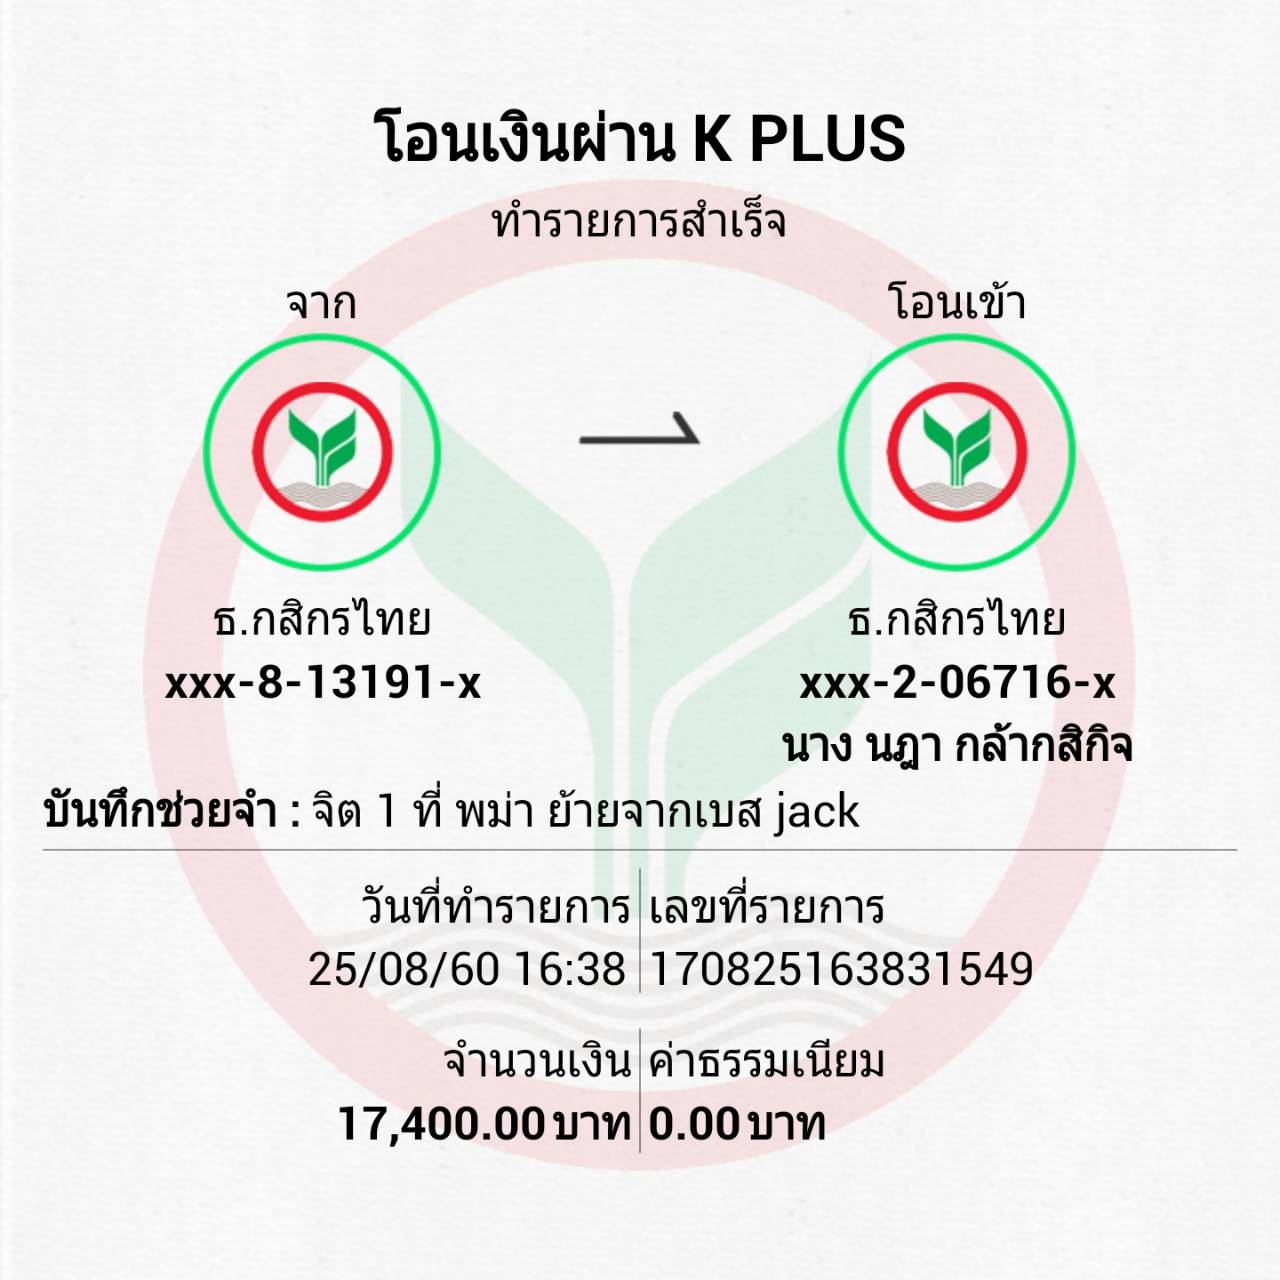 โอนเงินผ่าน K PLUS
ทำรายการสำเร็จ
จาก
โอนเข้า
ธ.กสิกรไทย
xxx-8-13191-x
ธ.กสิกรไทย
xxx-2-06716-x
นาง นฎา กล้ากสิกิจ
บันทึกช่วยจำ : จิต 1 ที่ พม่า ย้ายจากเบส jack
วันที่ทำรายการ
25/08/60 16:38
เลขที่รายการ
170825163831549
จำนวนเงิน
17,400.00 บาท
ค่าธรรมเนียม
0.00 บาท